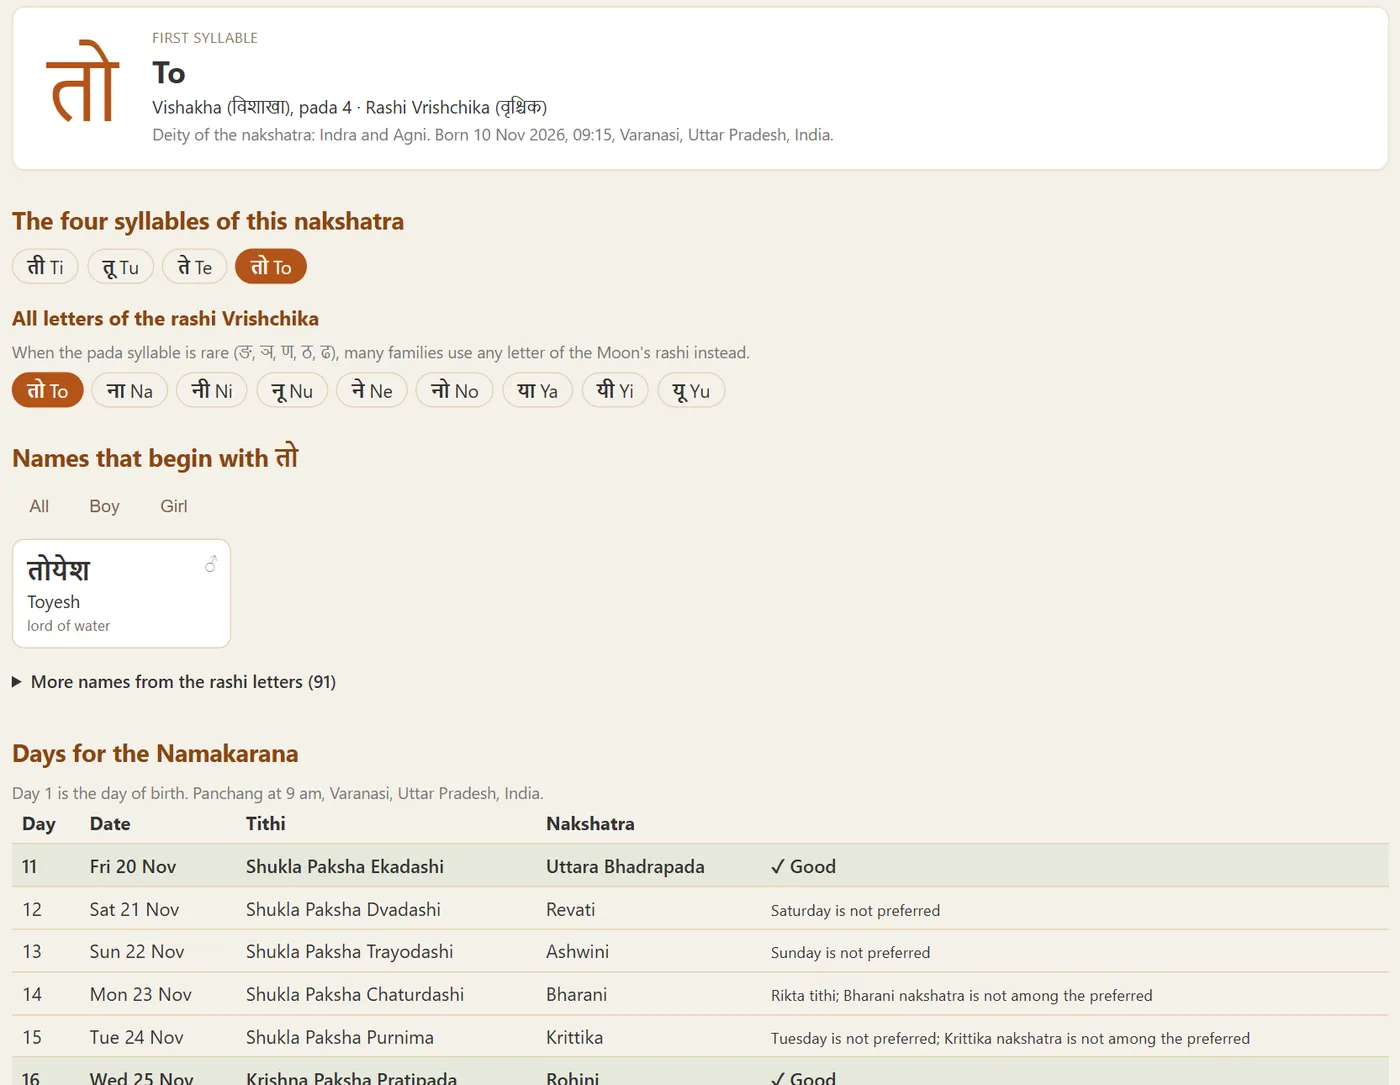 तो
FIRST SYLLABLE
To
Vishakha (विशाखा), pada 4 · Rashi Vrishchika (वृश्चिक)
Deity of the nakshatra: Indra and Agni. Born 10 Nov 2026, 09:15, Varanasi, Uttar Pradesh, India.
The four syllables of this nakshatra
ती Ti तू Tu ते Te तो To
All letters of the rashi Vrishchika
When the pada syllable is rare (ङ, ञ, ण, ठ, ढ), many families use any letter of the Moon's rashi instead.
तो To ना Na नी Ni नू Nu ने Ne नो No या Ya यी Yi यू Yu
Names that begin with तो
All Boy Girl
तोयेश ♂
Toyesh
lord of water
▶ More names from the rashi letters (91)
Days for the Namakarana
Day 1 is the day of birth. Panchang at 9 am, Varanasi, Uttar Pradesh, India.
Day Date Tithi Nakshatra
11 Fri 20 Nov Shukla Paksha Ekadashi Uttara Bhadrapada ✓ Good
12 Sat 21 Nov Shukla Paksha Dvadashi Revati Saturday is not preferred
13 Sun 22 Nov Shukla Paksha Trayodashi Ashwini Sunday is not preferred
14 Mon 23 Nov Shukla Paksha Chaturdashi Bharani Rikta tithi; Bharani nakshatra is not among the preferred
15 Tue 24 Nov Shukla Paksha Purnima Krittika Tuesday is not preferred; Krittika nakshatra is not among the preferred
16 Wed 25 Nov Krishna Paksha Pratipada Rohini ✓ Good